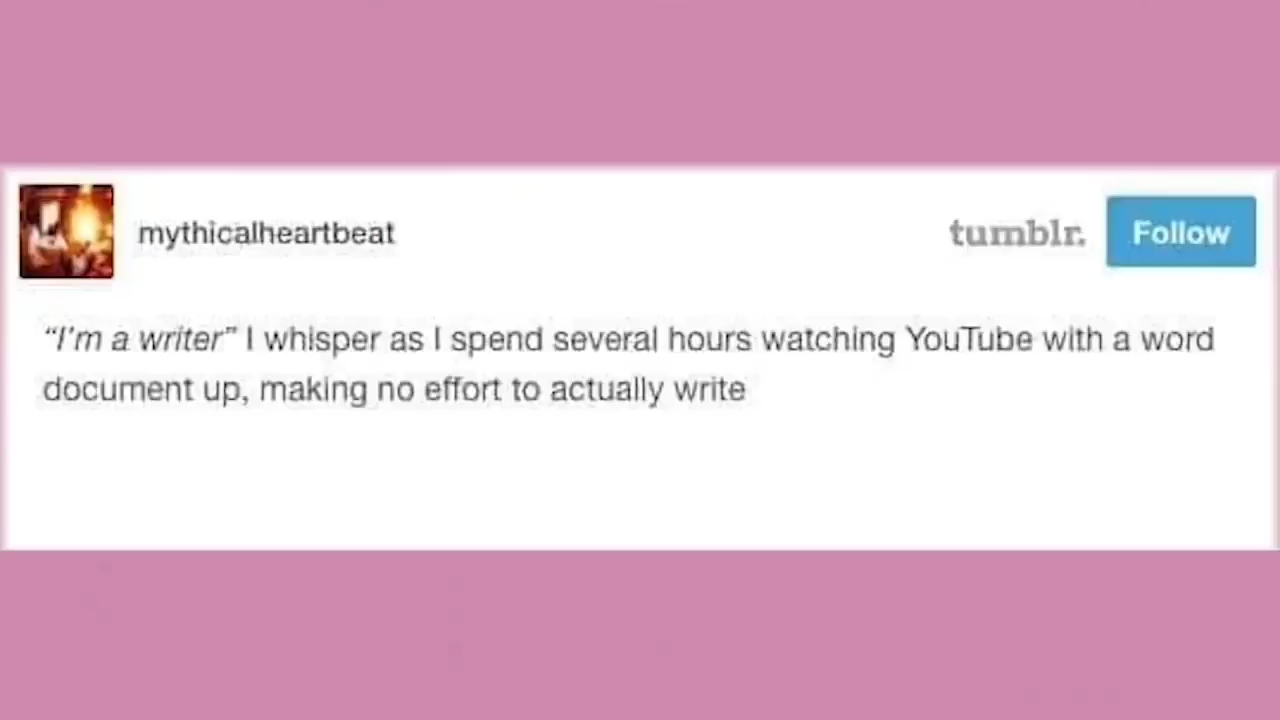 mythicalheartbeat
tumblr. Follow
“I'm a writer” I whisper as I spend several hours watching YouTube with a word
document up, making no effort to actually write